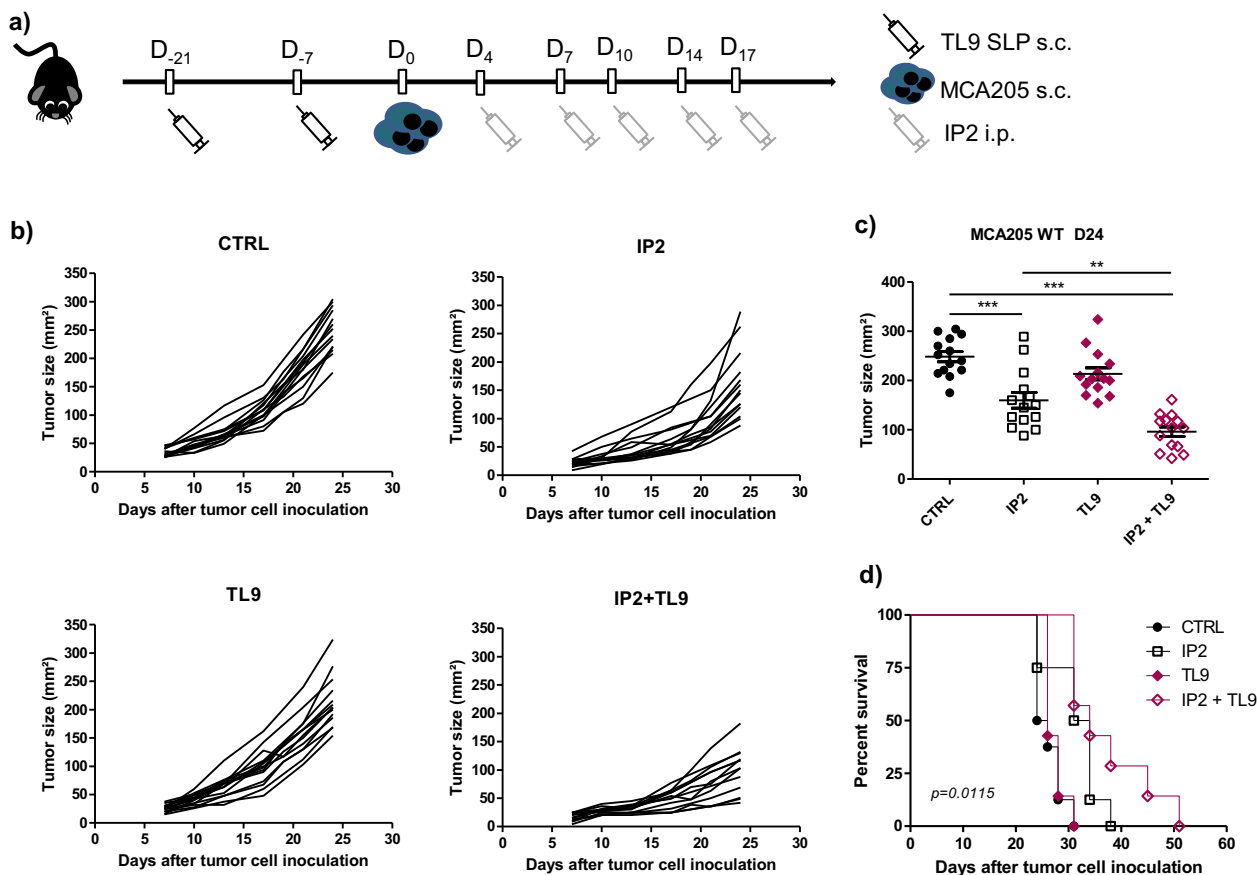 a)
D-21 D-7 D0 D4 D7 D10 D14 D17
TL9 SLP s.c.
MCA205 s.c.
IP2 i.p.
b)
CTRL
Tumor size (mm²)
350
300
250
200
150
100
50
0
0 5 10 15 20 25 30
Days after tumor cell inoculation
IP2
Tumor size (mm²)
350
300
250
200
150
100
50
0
0 5 10 15 20 25 30
Days after tumor cell inoculation
TL9
Tumor size (mm²)
350
300
250
200
150
100
50
0
0 5 10 15 20 25 30
Days after tumor cell inoculation
IP2+TL9
Tumor size (mm²)
350
300
250
200
150
100
50
0
0 5 10 15 20 25 30
Days after tumor cell inoculation
c)
MCA205 WT D24
**
***
***
Tumor size (mm²)
400
300
200
100
0
CTRL
IP2
TL9
IP2 + TL9
d)
Percent survival
100
75
50
25
0
CTRL
IP2
TL9
IP2 + TL9
p=0.0115
0 20 40 60
Days after tumor cell inoculation